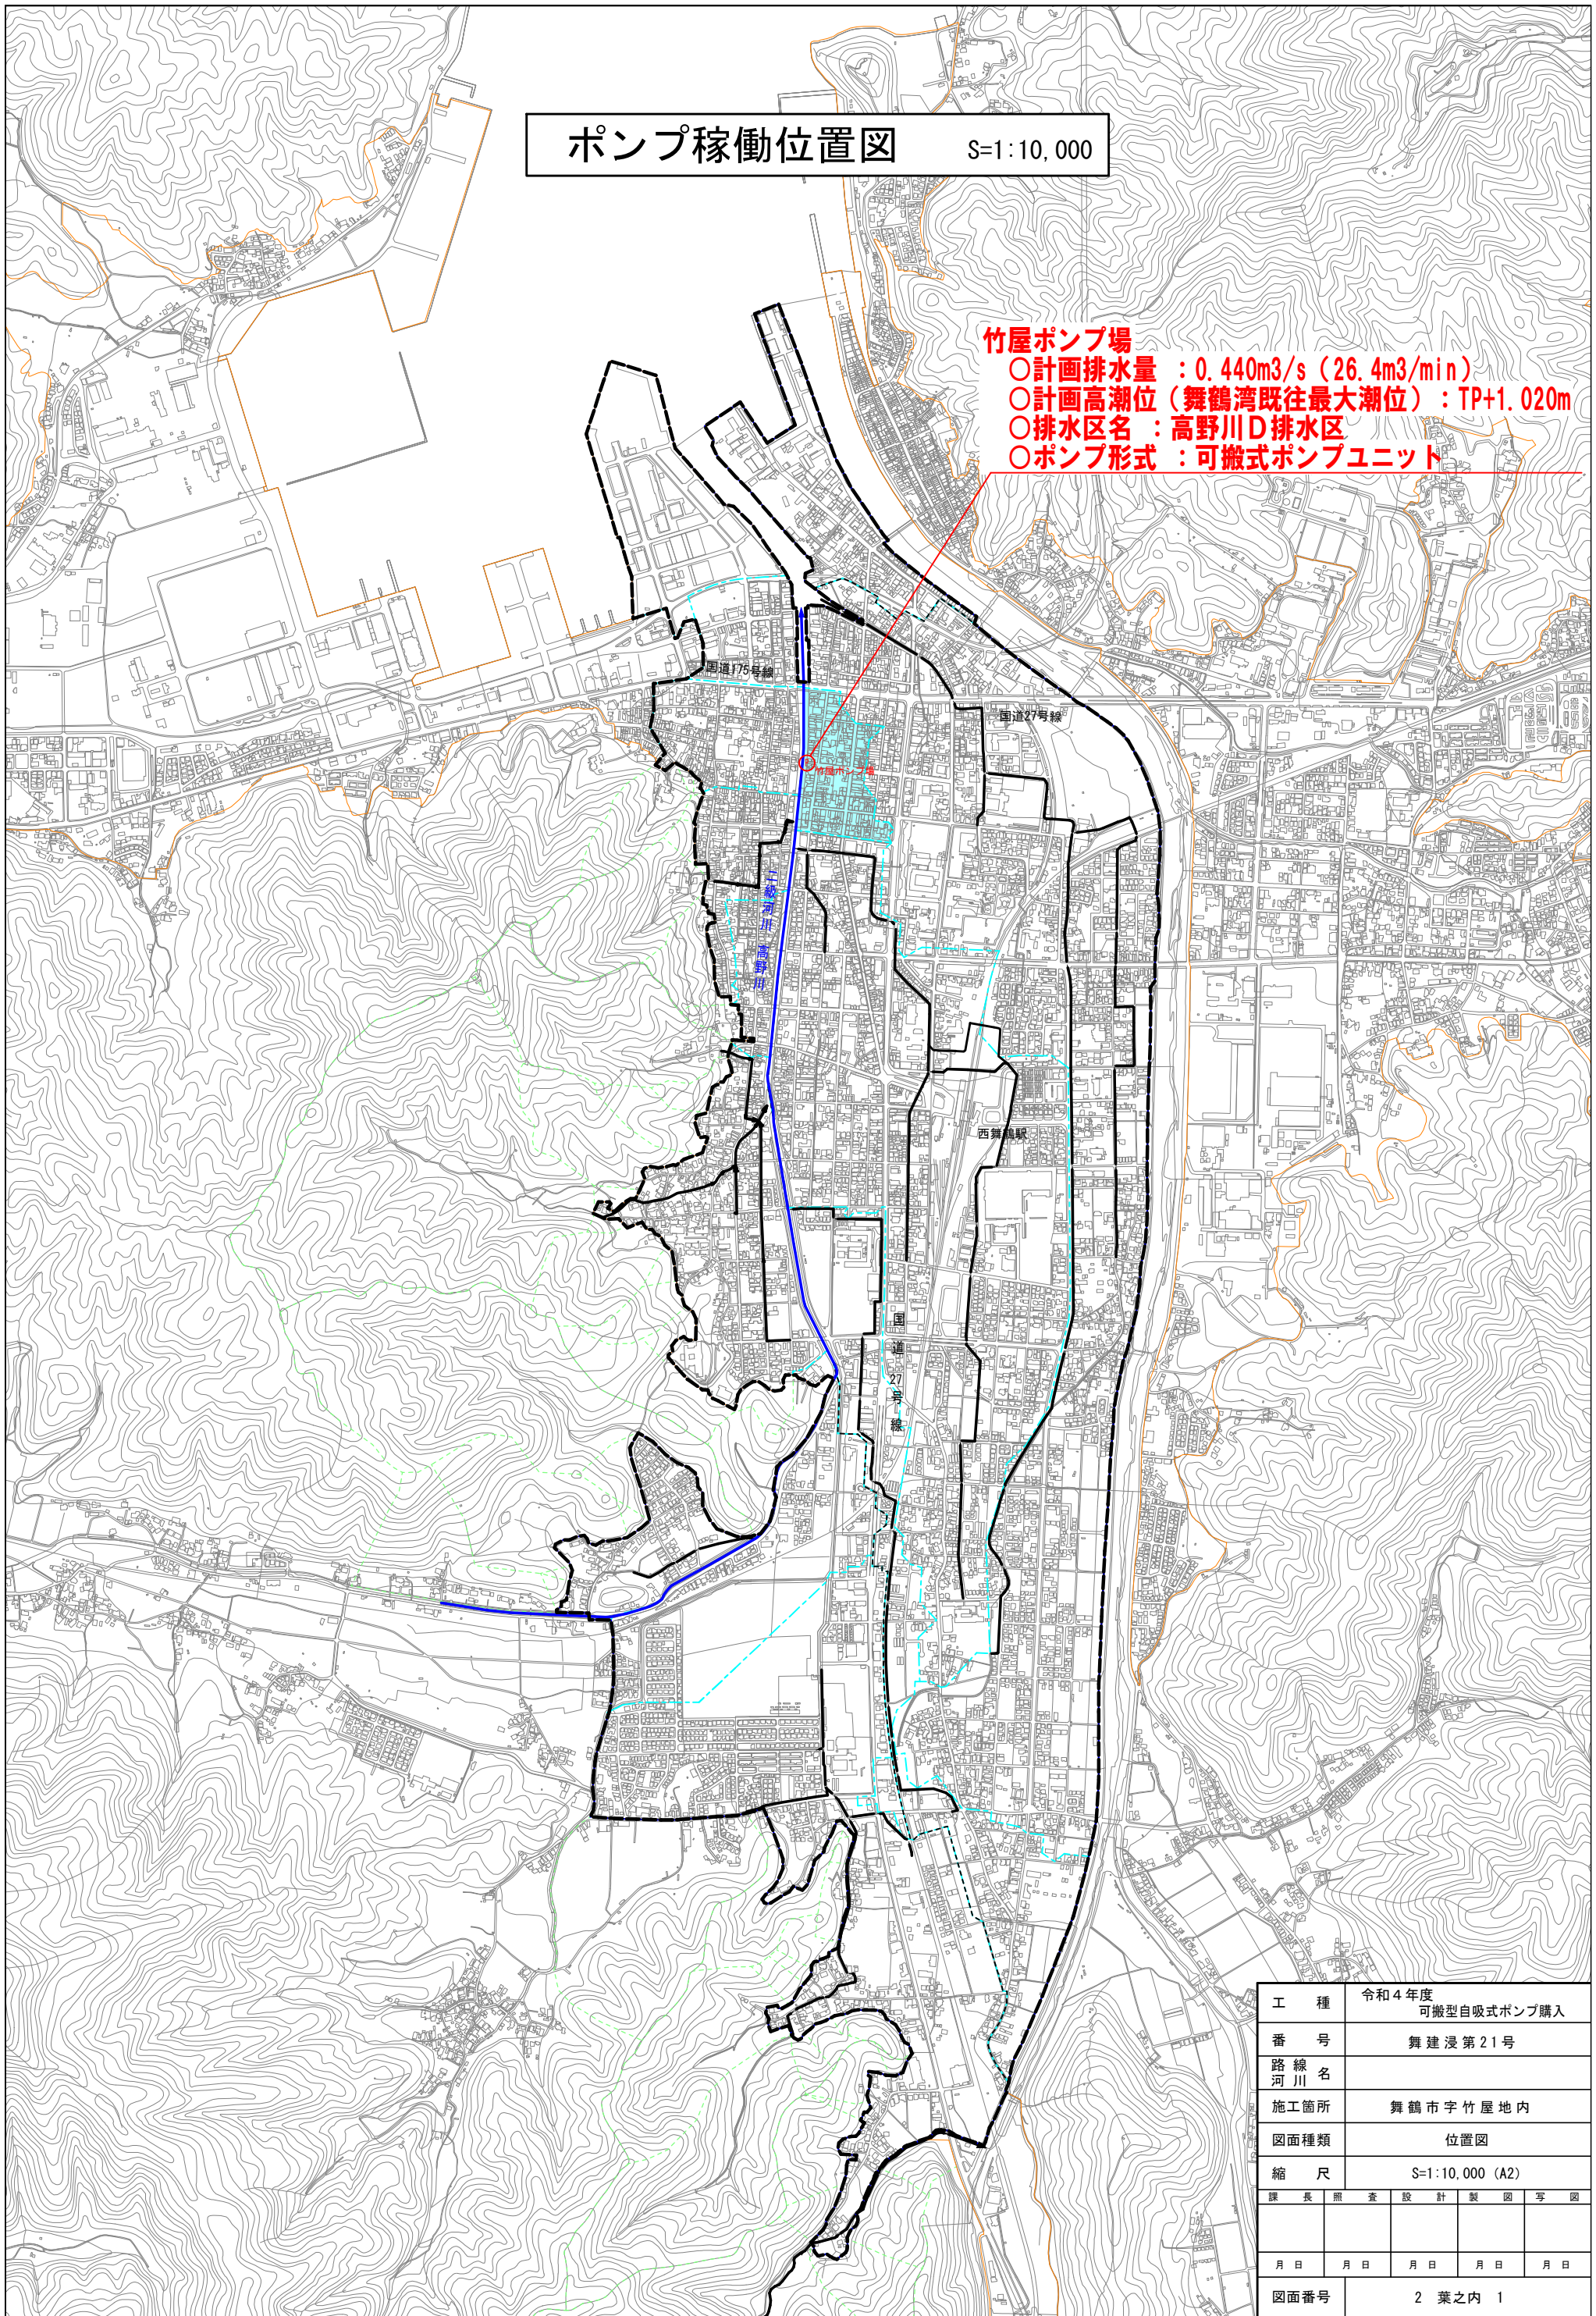 ポンプ稼働位置図 S=1:10,000
竹屋ポンプ場
○計画排水量 :0.440m3/s(26.4m3/min)
○計画高潮位(舞鶴湾既往最大潮位):TP+1.020m
○排水区名 :高野川D排水区
○ポンプ形式 :可搬式ポンプユニット
国道175号線
国道27号線
竹屋ポンプ場
二級河川 高野川
西舞鶴駅
国道27号線
工種 令和4年度
可搬型自吸式ポンプ購入
番号 舞建浸第21号
路線
河川 名
施工箇所 舞鶴市字竹屋地内
図面種類 位置図
縮尺 S=1:10,000 (A2)
課長 照査 設計 製図 写図
月日 月日 月日 月日 月日
図面番号 2 葉之内 1